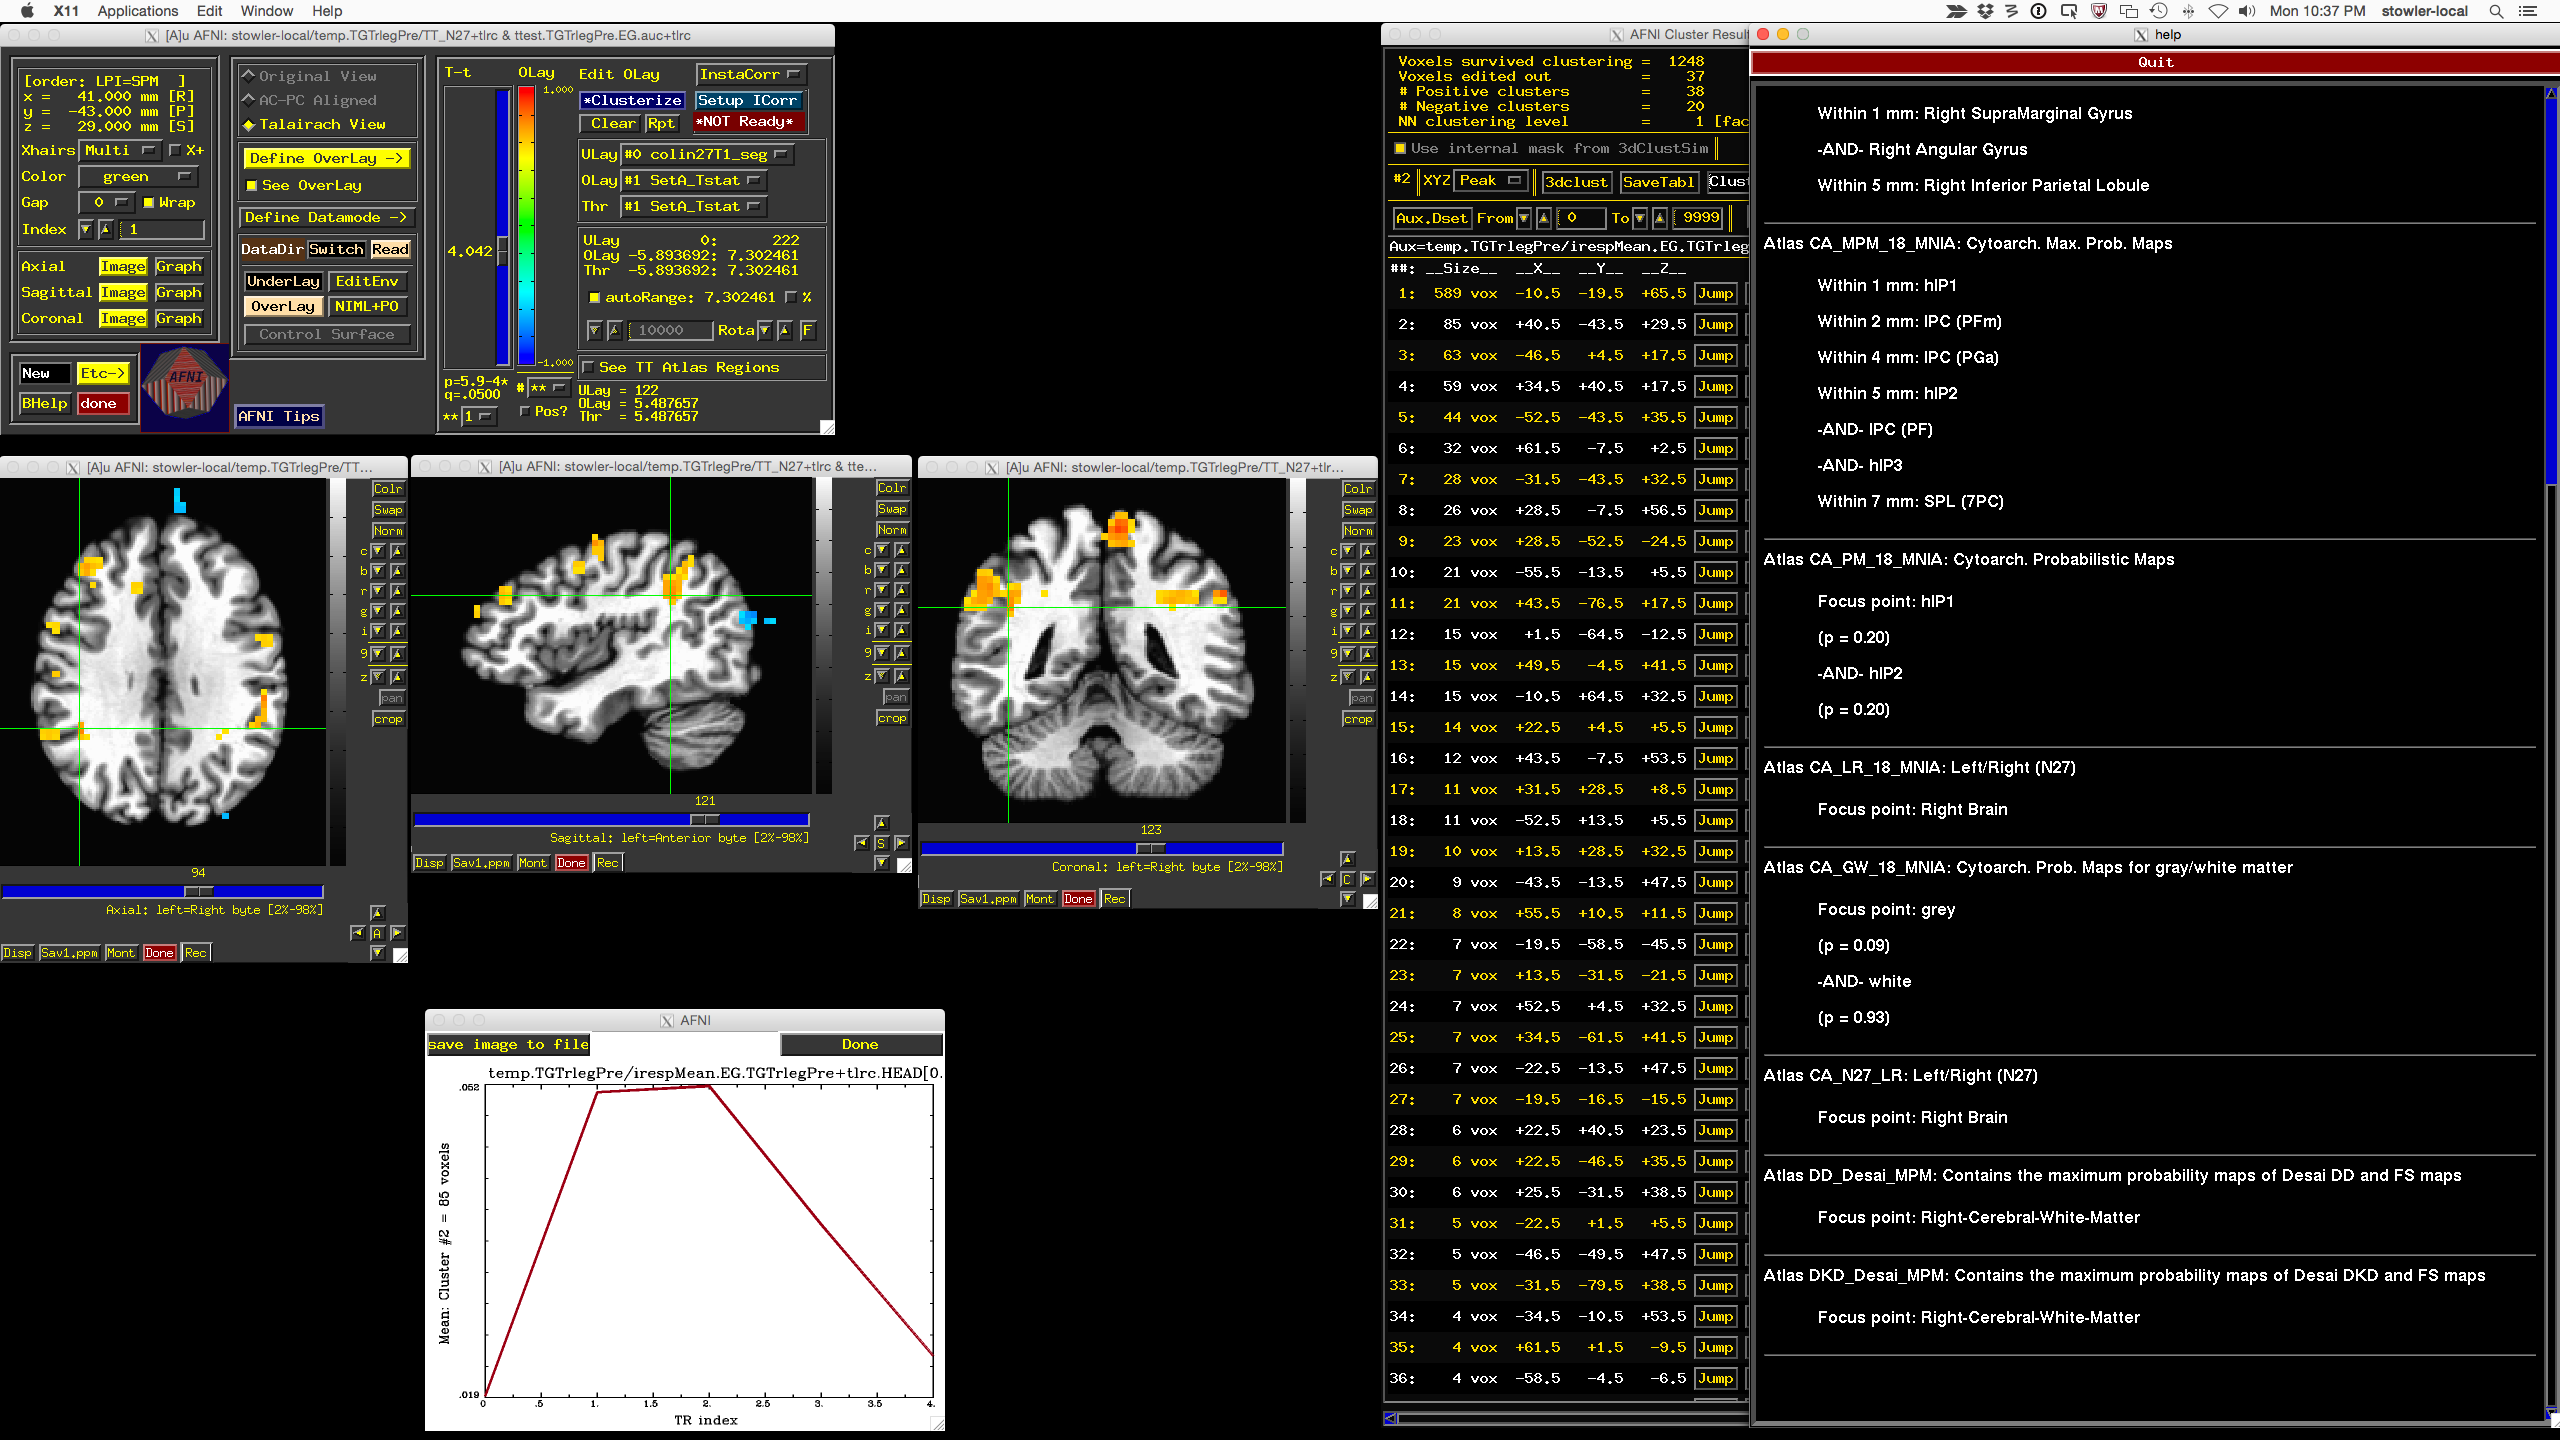 X11 Applications Edit Window Help
Mon 10:37 PM stowler-local
[A]u AFNI: stowler-local/temp.TGTrlegPre/TT_N27+tlrc & ttest.TGTrlegPre.EG.auc+tlrc
[order: LPI=SPM ]
x = 41.000 mm [R]
y = -43.000 mm [P]
z = 29.000 mm [S]
Xhairs Multi X+
Color green
Gap 0 Wrap
Index 1
Axial Image Graph
Sagittal Image Graph
Coronal Image Graph
New Etc->
BHelp done
AFNI
Original View
AC-PC Aligned
Talairach View
Define OverLay ->
See OverLay
Define Datamode ->
DataDir Switch Read
UnderLay EditEnv
OverLay NIML+PO
Control Surface
AFNI Tips
T-t OLay Edit OLay InstaCorr
1.000
*Clusterize Setup ICorr
Clear Rpt *NOT Ready*
ULay #0 colin27T1_seg
OLay #1 SetA_Tstat
Thr #1 SetA_Tstat
4.042
ULay 0: 222
OLay -5.893692: 7.302461
Thr -5.893692: 7.302461
autoRange: 7.302461 %
10000 Rota F
-1.000
See TT Atlas Regions
p=5.9-4*
q=.0500
# **
** 1
Pos?
ULay = 122
OLay = 5.487657
Thr = 5.487657
[A]u AFNI: stowler-local/temp.TGTrlegPre/TT...
Colr
Swap
Norm
c
b
r
g
i
9
z
pan
crop
94
Axial: left=Right byte [2%-98%]
A
Disp Sav1.ppm Mont Done Rec
[A]u AFNI: stowler-local/temp.TGTrlegPre/TT_N27+tlrc & tte...
Colr
Swap
Norm
c
b
r
g
i
9
z
pan
crop
121
Sagittal: left=Anterior byte [2%-98%]
S
Disp Sav1.ppm Mont Done Rec
[A]u AFNI: stowler-local/temp.TGTrlegPre/TT_N27+tlr...
Colr
Swap
Norm
c
b
r
g
i
9
z
pan
crop
123
Coronal: left=Right byte [2%-98%]
C
Disp Sav1.ppm Mont Done Rec
AFNI
save image to file Done
temp.TGTrlegPre/irespMean.EG.TGTrlegPre+tlrc.HEAD[0.
.052
Mean: Cluster #2 = 85 voxels
.019
0 .5 1. 1.5 2. 2.5 3. 3.5 4.
TR index
AFNI Cluster Resul
Voxels survived clustering = 1248
Voxels edited out = 37
# Positive clusters = 38
# Negative clusters = 20
NN clustering level = 1 [fac
Use internal mask from 3dClustSim
#2 XYZ Peak 3dclust SaveTabl Clust
Aux.Dset From 0 To 9999
Aux=temp.TGTrlegPre/irespMean.EG.TGTrleg
##: __Size__ __X__ __Y__ __Z__
1: 589 vox -10.5 -19.5 +65.5 Jump
2: 85 vox +40.5 -43.5 +29.5 Jump
3: 63 vox -46.5 +4.5 +17.5 Jump
4: 59 vox +34.5 +40.5 +17.5 Jump
5: 44 vox -52.5 -43.5 +35.5 Jump
6: 32 vox +61.5 -7.5 +2.5 Jump
7: 28 vox -31.5 -43.5 +32.5 Jump
8: 26 vox +28.5 -7.5 +56.5 Jump
9: 23 vox +28.5 -52.5 -24.5 Jump
10: 21 vox -55.5 -13.5 +5.5 Jump
11: 21 vox +43.5 -76.5 +17.5 Jump
12: 15 vox +1.5 -64.5 -12.5 Jump
13: 15 vox +49.5 -4.5 +41.5 Jump
14: 15 vox -10.5 +64.5 +32.5 Jump
15: 14 vox +22.5 +4.5 +5.5 Jump
16: 12 vox +43.5 -7.5 +53.5 Jump
17: 11 vox +31.5 +28.5 +8.5 Jump
18: 11 vox -52.5 +13.5 +5.5 Jump
19: 10 vox +13.5 +28.5 +32.5 Jump
20: 9 vox -43.5 -13.5 +47.5 Jump
21: 8 vox +55.5 +10.5 +11.5 Jump
22: 7 vox -19.5 -58.5 -45.5 Jump
23: 7 vox +13.5 -31.5 -21.5 Jump
24: 7 vox +52.5 +4.5 +32.5 Jump
25: 7 vox +34.5 -61.5 +41.5 Jump
26: 7 vox -22.5 -13.5 +47.5 Jump
27: 7 vox -19.5 -16.5 -15.5 Jump
28: 6 vox +22.5 +40.5 +23.5 Jump
29: 6 vox +22.5 -46.5 +35.5 Jump
30: 6 vox +25.5 -31.5 +38.5 Jump
31: 5 vox -22.5 +1.5 +5.5 Jump
32: 5 vox -46.5 -49.5 +47.5 Jump
33: 5 vox -31.5 -79.5 +38.5 Jump
34: 4 vox -34.5 -10.5 +53.5 Jump
35: 4 vox +61.5 +1.5 -9.5 Jump
36: 4 vox -58.5 -4.5 -6.5 Jump
help
Quit
Within 1 mm: Right SupraMarginal Gyrus
-AND- Right Angular Gyrus
Within 5 mm: Right Inferior Parietal Lobule
Atlas CA_MPM_18_MNIA: Cytoarch. Max. Prob. Maps
Within 1 mm: hIP1
Within 2 mm: IPC (PFm)
Within 4 mm: IPC (PGa)
Within 5 mm: hIP2
-AND- IPC (PF)
-AND- hIP3
Within 7 mm: SPL (7PC)
Atlas CA_PM_18_MNIA: Cytoarch. Probabilistic Maps
Focus point: hIP1
(p = 0.20)
-AND- hIP2
(p = 0.20)
Atlas CA_LR_18_MNIA: Left/Right (N27)
Focus point: Right Brain
Atlas CA_GW_18_MNIA: Cytoarch. Prob. Maps for gray/white matter
Focus point: grey
(p = 0.09)
-AND- white
(p = 0.93)
Atlas CA_N27_LR: Left/Right (N27)
Focus point: Right Brain
Atlas DD_Desai_MPM: Contains the maximum probability maps of Desai DD and FS maps
Focus point: Right-Cerebral-White-Matter
Atlas DKD_Desai_MPM: Contains the maximum probability maps of Desai DKD and FS maps
Focus point: Right-Cerebral-White-Matter